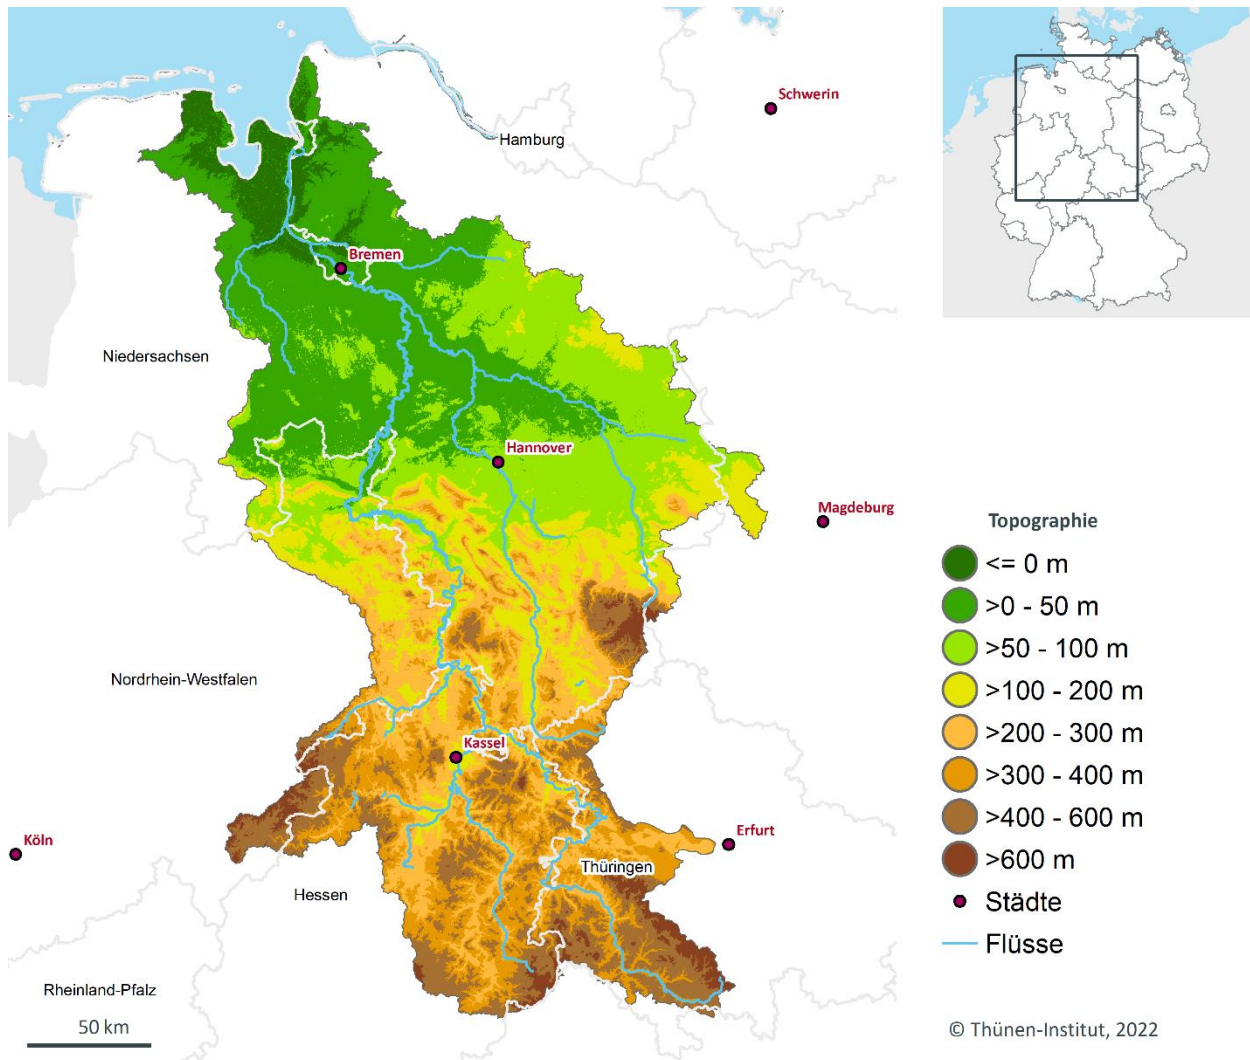 Schwerin
Hamburg
Bremen
Niedersachsen
Hannover
Magdeburg
Nordrhein-Westfalen
Kassel
Köln
Erfurt
Thüringen
Hessen
Rheinland-Pfalz
50 km
Topographie
<= 0 m
>0 - 50 m
>50 - 100 m
>100 - 200 m
>200 - 300 m
>300 - 400 m
>400 - 600 m
>600 m
Städte
Flüsse
© Thünen-Institut, 2022